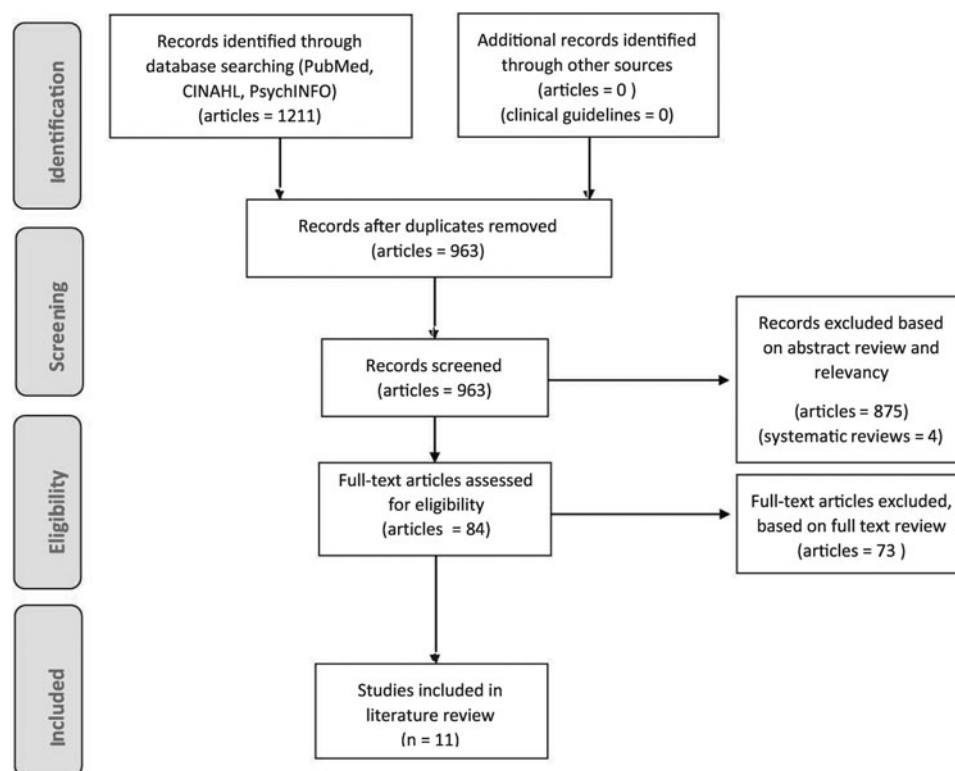 Identification
Records identified through
database searching (PubMed,
CINAHL, PsychINFO)
(articles = 1211)
Additional records identified
through other sources
(articles = 0 )
(clinical guidelines = 0)
Records after duplicates removed
(articles = 963)
Screening
Records screened
(articles = 963)
Records excluded based
on abstract review and
relevancy
(articles = 875)
(systematic reviews = 4)
Eligibility
Full-text articles assessed
for eligibility
(articles  = 84)
Full-text articles excluded,
based on full text review
(articles = 73 )
Included
Studies included in
literature review
(n = 11)